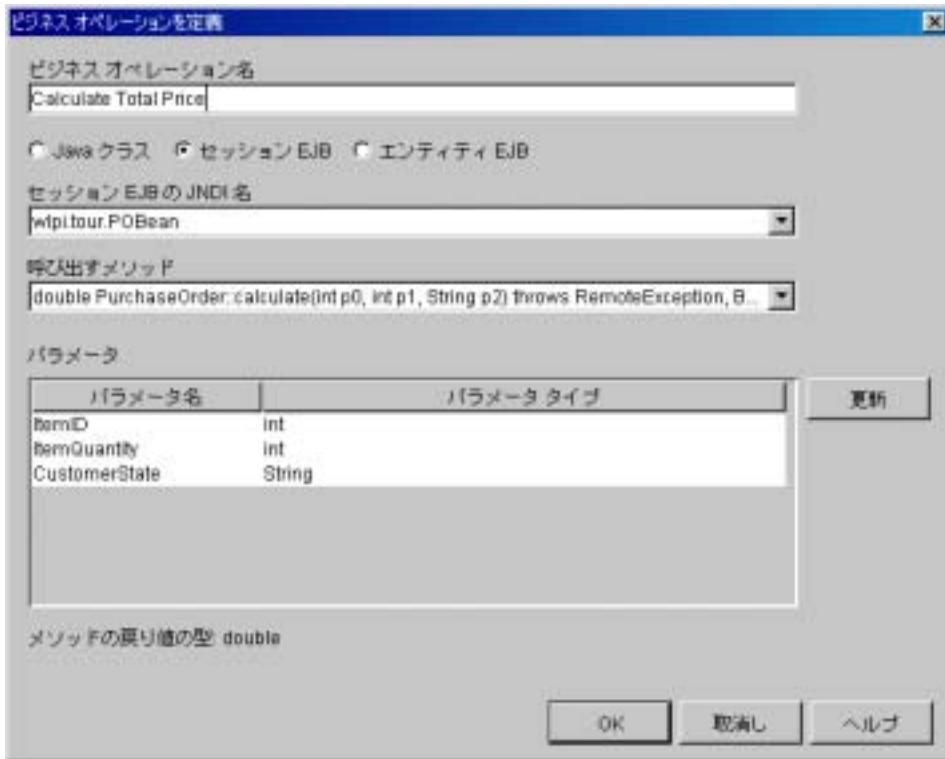 ビジネス オペレーションを定義
ビジネス オペレーション名
Calculate Total Price
Java クラス セッション EJB エンティティ EJB
セッション EJB の JNDI 名
wlpi.tour.POBean
呼び出すメソッド
double PurchaseOrder::calculate(int p0, int p1, String p2) throws RemoteException, B...
パラメータ
パラメータ名 パラメータ タイプ 更新
ItemID int
ItemQuantity int
CustomerState String
メソッドの戻り値の型: double
OK 取消し ヘルプ